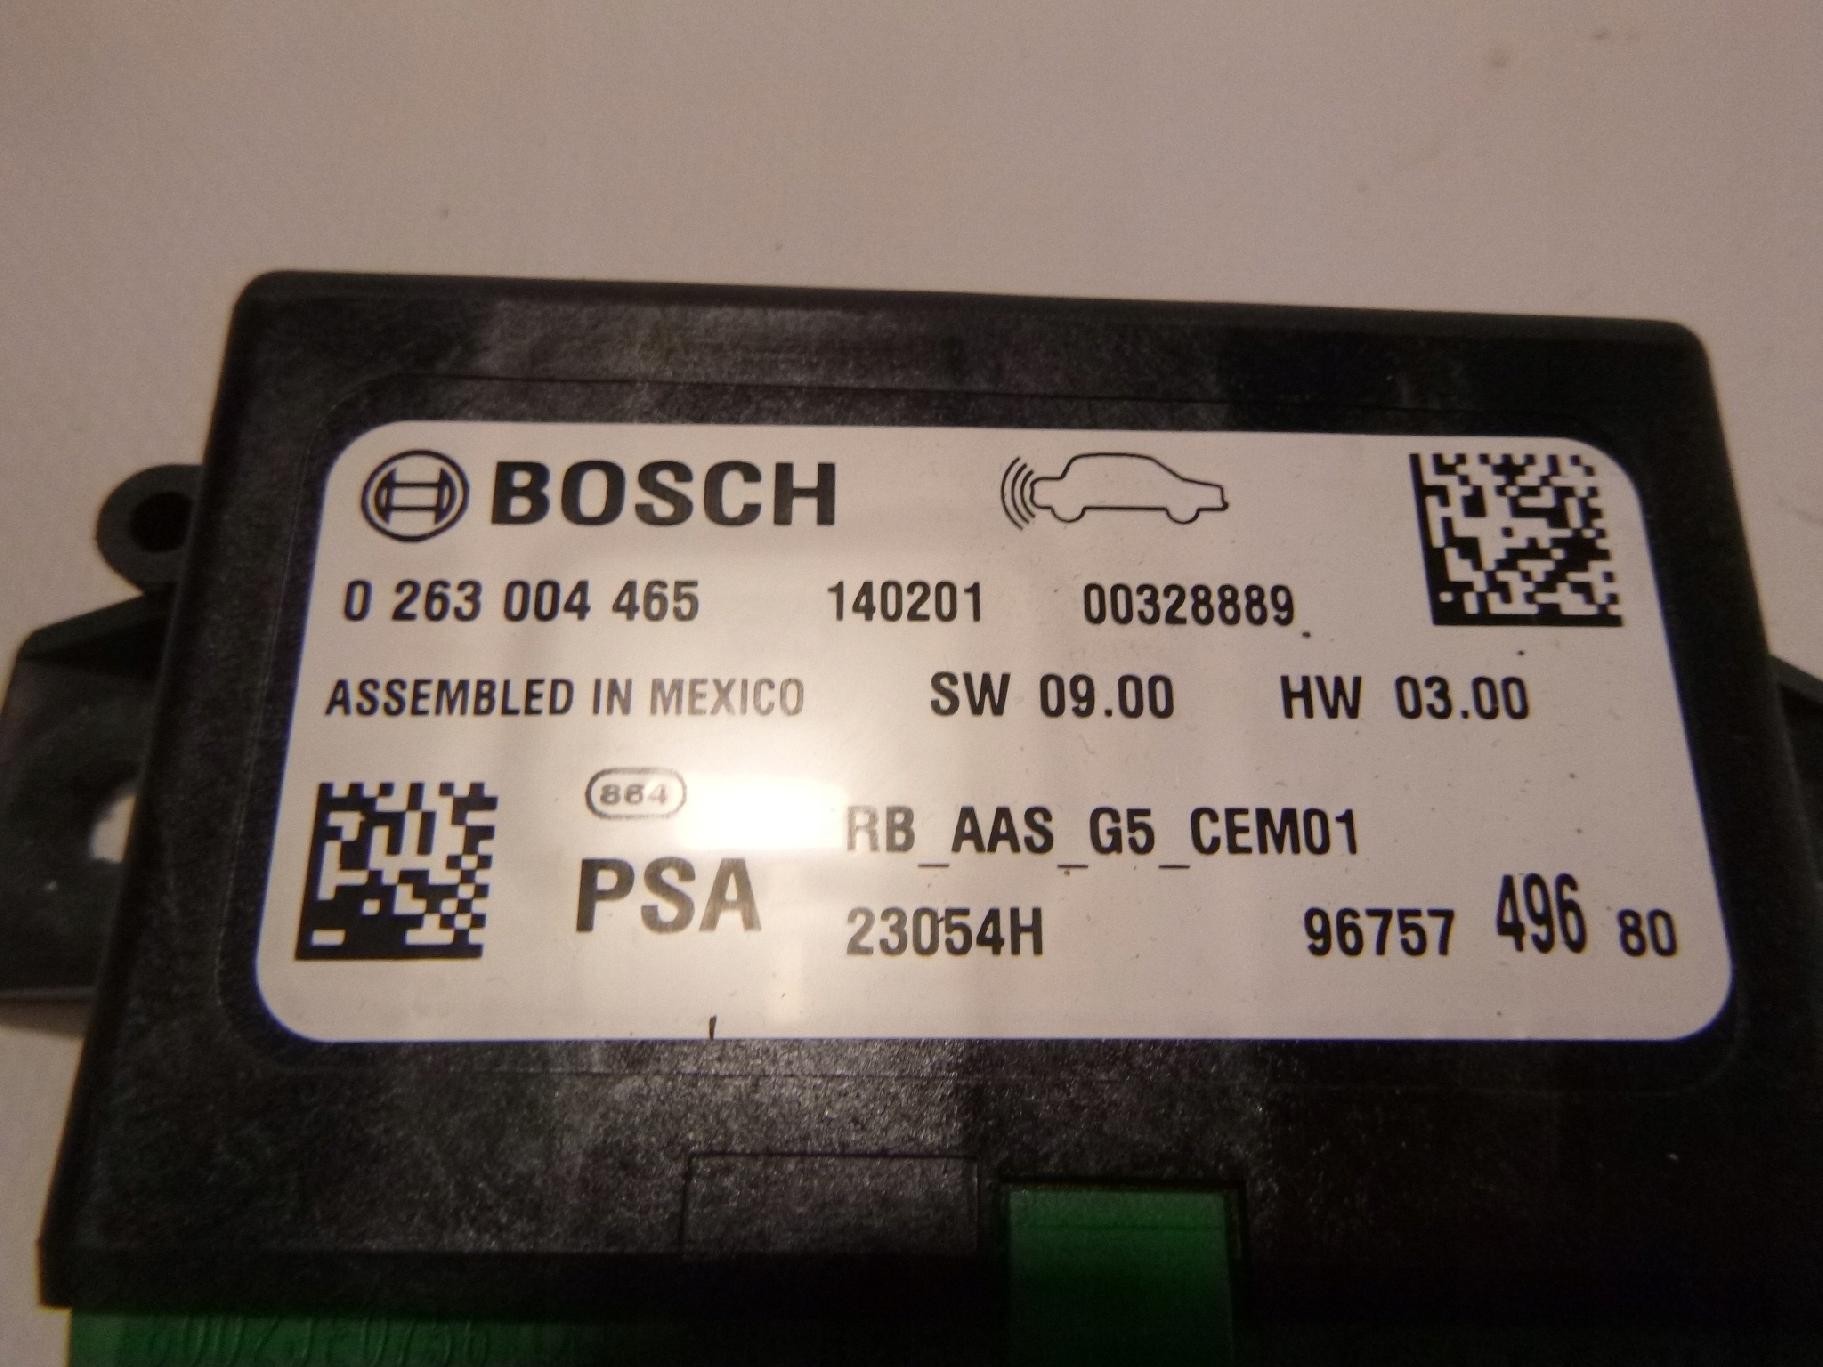 BOSCH
0 263 004 465 140201 00328889
ASSEMBLED IN MEXICO SW 09.00 HW 03.00
864
RB_AAS_G5_CEM01
PSA
23054H 96757 496 80